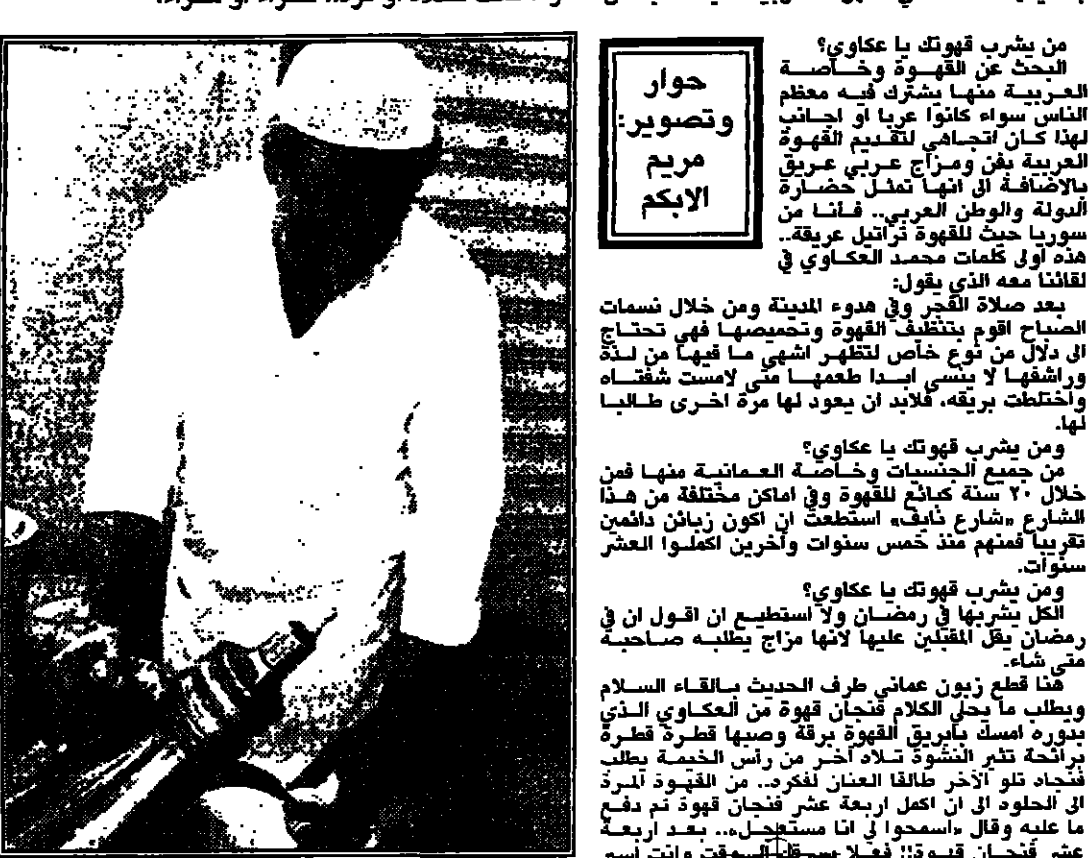 من يشرب قهوتك يا عكاوي؟
البحث عن القهوة وخاصة
العربية منها يشترك فيه معظم
الناس سواء كانوا عربا او اجانب
لهذا كان اتجاهي لتقديم القهوة
العربية بفن ومزاج عربي عريق
بالاضافة الى انها تمثل حضارة
الدولة والوطن العربي.. فأنا من
سوريا حيث للقهوة تراتيل عريقة..
هذه اولى كلمات محمد العكاوي في
لقائنا معه الذي يقول:
حوار
وتصوير:
مريم
الابكم
بعد صلاة الفجر وفي هدوء المدينة ومن خلال نسمات
الصباح اقوم بتنظيف القهوة وتحميصها فهي تحتاج
الى دلال من نوع خاص لتظهر اشهى ما فيها من لذة
وراشفها لا ينسى ابدا طعمها متى لامست شفتاه
واختلطت بريقه، فلابد ان يعود لها مرة اخرى طالبا
لها.
ومن يشرب قهوتك يا عكاوي؟
من جميع الجنسيات وخاصة العمانية منها فمن
خلال ٢٠ سنة كبائع للقهوة وفي اماكن مختلفة من هذا
الشارع «شارع نايف» استطعت ان اكون زبائن دائمين
تقريبا فمنهم منذ خمس سنوات وآخرين اكملوا العشر
سنوات.
ومن يشرب قهوتك يا عكاوي؟
الكل يشربها في رمضان ولا استطيع ان اقول ان في
رمضان يقل المقبلين عليها لانها مزاج يطلبه صاحبه
متى شاء.
هنا قطع زبون عماني طرف الحديث بالقاء السلام
ويطلب ما يحلي الكلام فنجان قهوة من العكاوي الذي
بدوره امسك بابريق القهوة برقة وصبها قطرة قطرة
برائحة تثير النشوة تلاه آخر من رأس الخيمة يطلب
فنجاد تلو الآخر طالقا العنان لفكره.. من القهوة المرة
الى الحلود الى ان اكمل اربعة عشر فنجان قهوة ثم دفع
ما عليه وقال «اسمحوا لي انا مستعجل».. بعد اربعة
عشر فنجان قهوة!! فعلا يسرقك الوقت وانت اسير